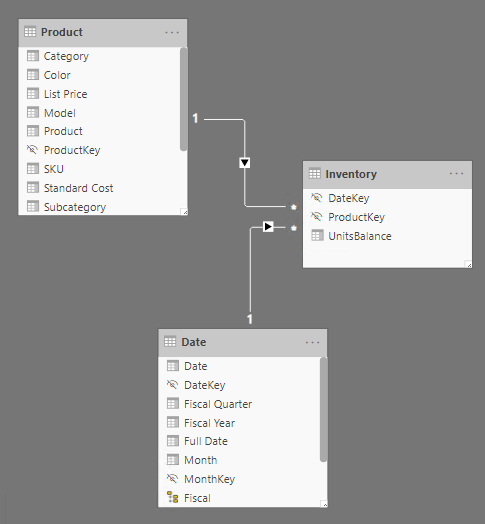 Product
Category
Color
List Price
Model
Product
ProductKey
SKU
Standard Cost
Subcategory
1
*
*
1
Inventory
DateKey
ProductKey
UnitsBalance
Date
Date
DateKey
Fiscal Quarter
Fiscal Year
Full Date
Month
MonthKey
Fiscal